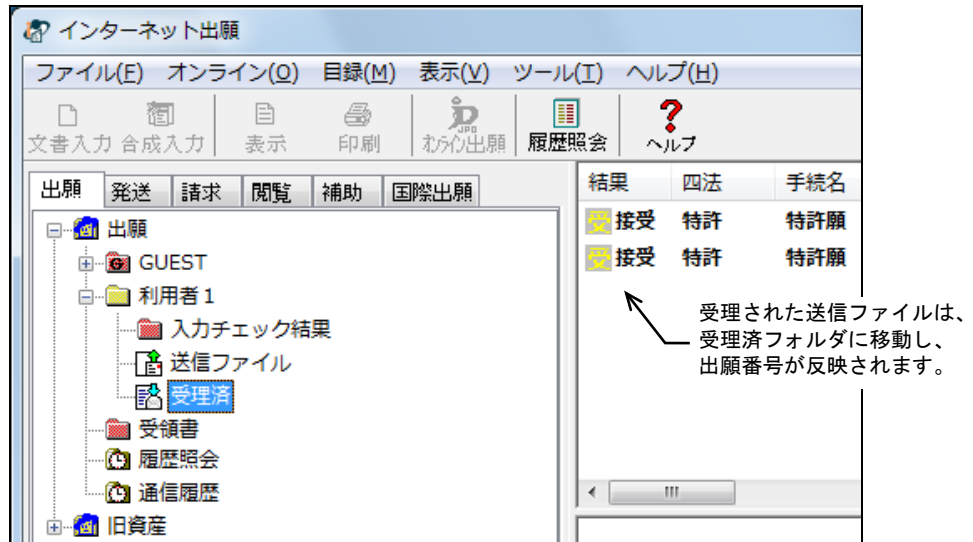 インターネット出願
ファイル(F) オンライン(O) 目録(M) 表示(V) ツール(T) ヘルプ(H)
文書入力 合成入力 表示 印刷 オンライン出願 履歴照会 ヘルプ
出願 発送 請求 閲覧 補助 国際出願
結果 四法 手続名
出願
受 接受 特許 特許願
GUEST
受 接受 特許 特許願
利用者1
入力チェック結果
送信ファイル
受理済
受領書
履歴照会
通信履歴
旧資産
受理された送信ファイルは、
受理済フォルダに移動し、
出願番号が反映されます。